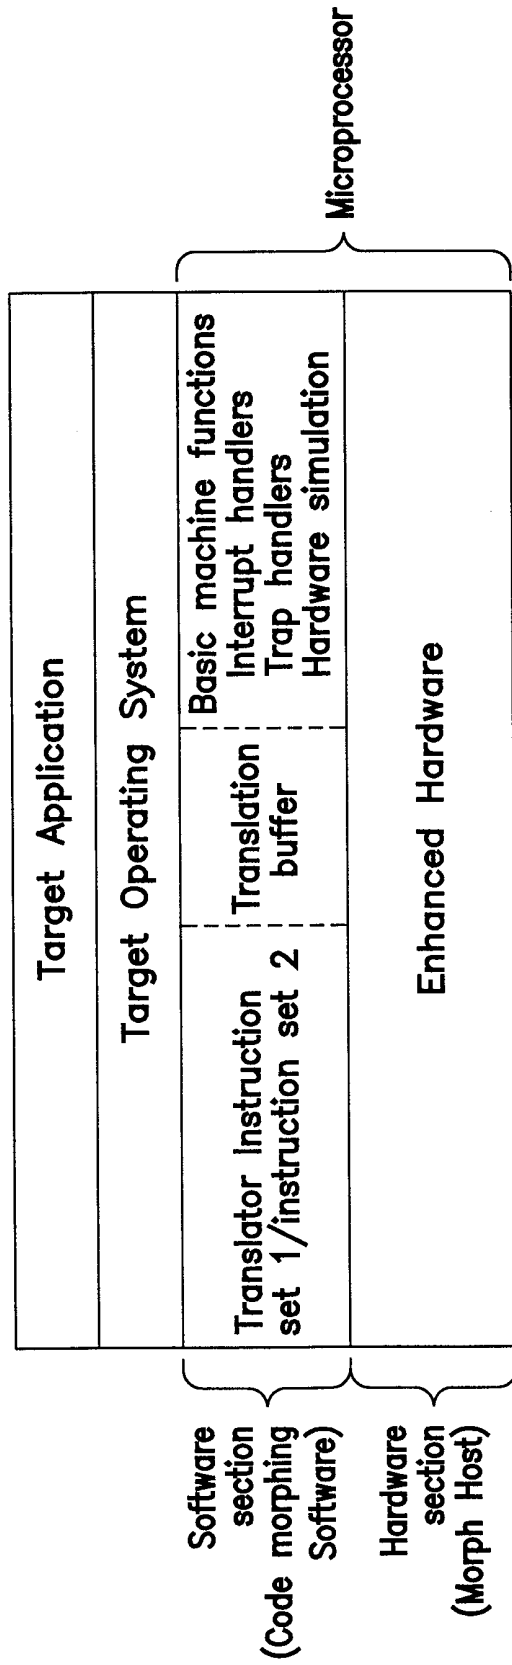 Target Application
Target Operating System
Software
section
(Code morphing
Software)
Translator Instruction
set 1/instruction set 2
Translation
buffer
Basic machine functions
Interrupt handlers
Trap handlers
Hardware simulation
Hardware
section
(Morph Host)
Enhanced Hardware
Microprocessor